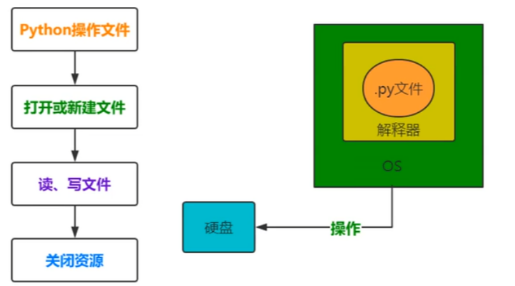 Python操作文件
打开或新建文件
读、写文件
关闭资源
.py文件
解释器
OS
硬盘
操作